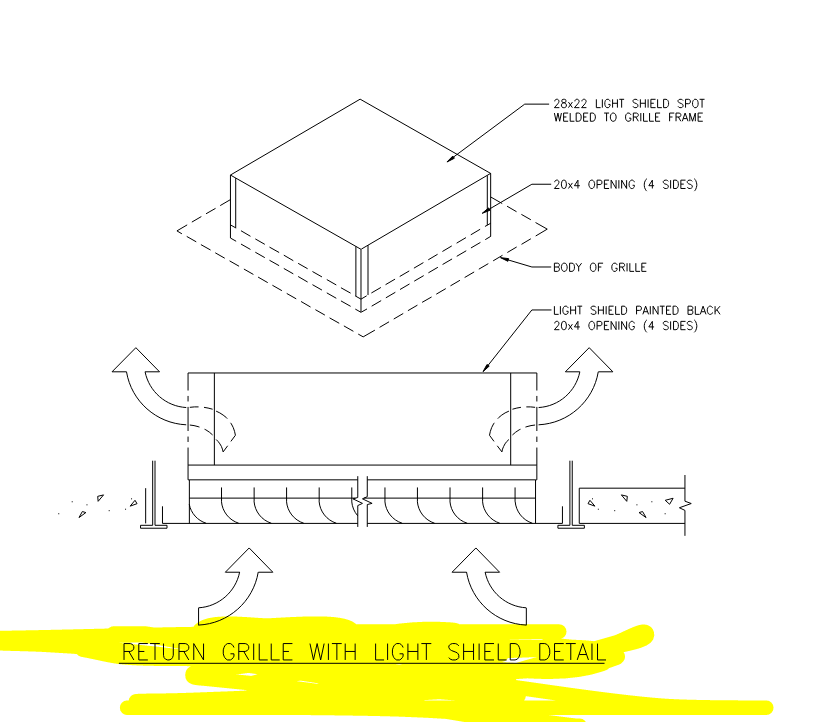 28x22 LIGHT SHIELD SPOT
WELDED TO GRILLE FRAME
20x4 OPENING (4 SIDES)
BODY OF GRILLE
LIGHT SHIELD PAINTED BLACK
20x4 OPENING (4 SIDES)
RETURN GRILLE WITH LIGHT SHIELD DETAIL